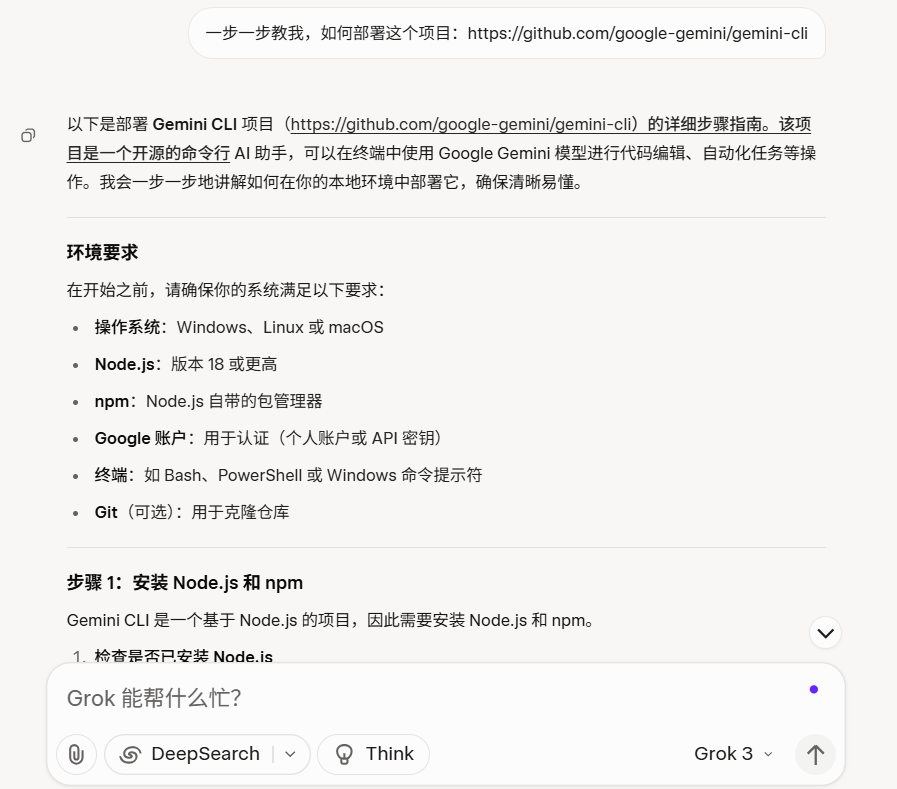 一步一步教我，如何部署这个项目：https://github.com/google-gemini/gemini-cli
以下是部署 Gemini CLI 项目（https://github.com/google-gemini/gemini-cli）的详细步骤指南。该项
目是一个开源的命令行 AI 助手，可以在终端中使用 Google Gemini 模型进行代码编辑、自动化任务等操
作。我会一步一步地讲解如何在你的本地环境中部署它，确保清晰易懂。
环境要求
在开始之前，请确保你的系统满足以下要求：
• 操作系统：Windows、Linux 或 macOS
• Node.js：版本 18 或更高
• npm：Node.js 自带的包管理器
• Google 账户：用于认证（个人账户或 API 密钥）
• 终端：如 Bash、PowerShell 或 Windows 命令提示符
• Git（可选）：用于克隆仓库
步骤 1：安装 Node.js 和 npm
Gemini CLI 是一个基于 Node.js 的项目，因此需要安装 Node.js 和 npm。
1. 检查是否已安装 Node.js
Grok 能帮什么忙？
DeepSearch Think Grok 3